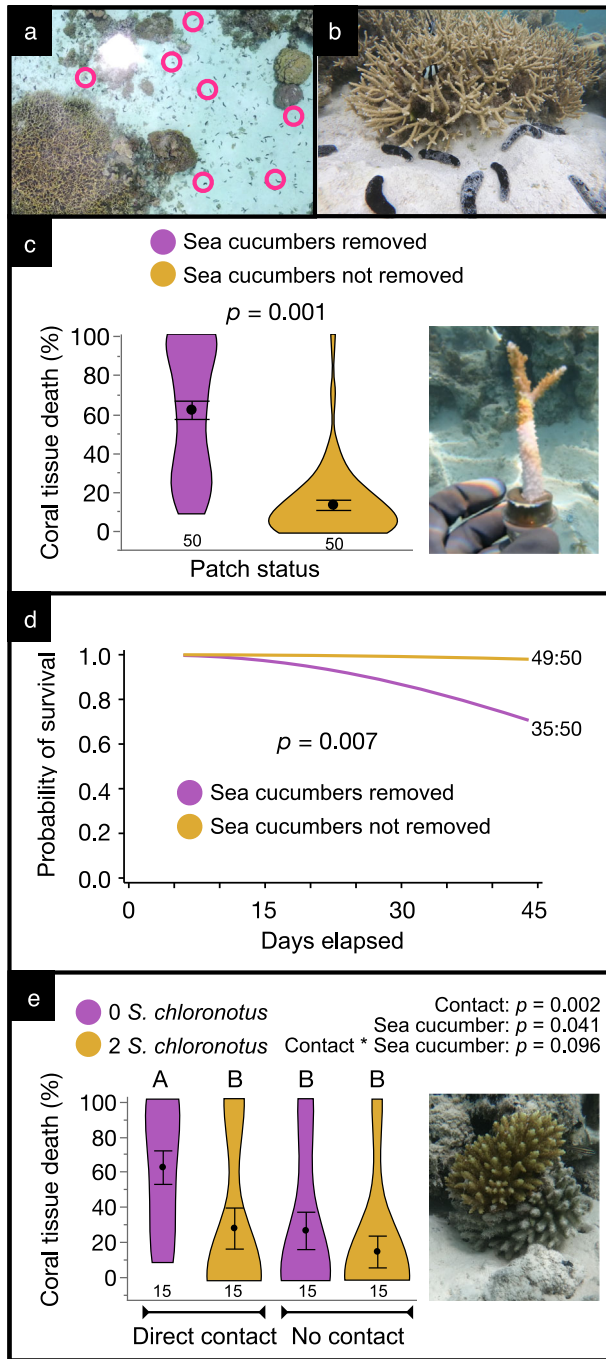 a
b
c
Sea cucumbers removed
Sea cucumbers not removed
p = 0.001
Coral tissue death (%)
100
80
60
40
20
0
50
50
Patch status
d
Probability of survival
1.0
0.8
0.6
0.4
0.2
0.0
49:50
35:50
p = 0.007
Sea cucumbers removed
Sea cucumbers not removed
0
15
30
45
Days elapsed
e
0 S. chloronotus
2 S. chloronotus
Contact: p = 0.002
Sea cucumber: p = 0.041
Contact * Sea cucumber: p = 0.096
A
B
B
B
Coral tissue death (%)
100
80
60
40
20
0
15
15
15
15
Direct contact
No contact